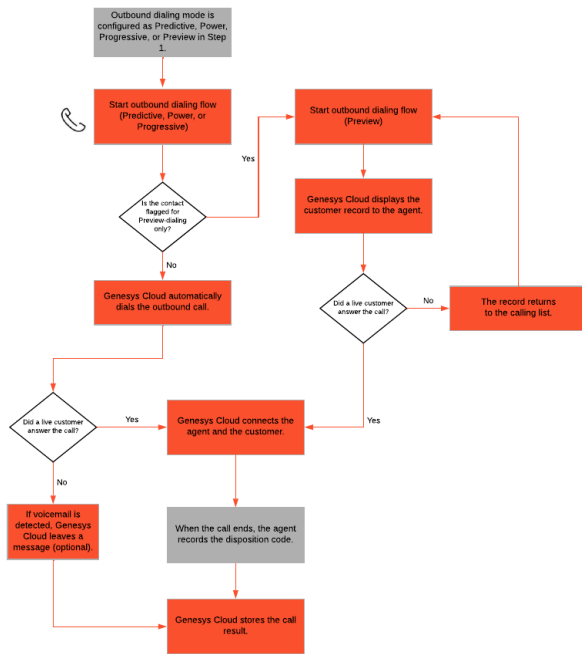 Outbound dialing mode is
configured as Predictive, Power,
Progressive, or Preview in Step
1.
Start outbound dialing flow
(Predictive, Power, or
Progressive)
Start outbound dialing flow
(Preview)
Yes
Is the contact
flagged for
Preview-dialing
only?
Genesys Cloud displays the
customer record to the agent.
No
Genesys Cloud automatically
dials the outbound call.
Did a live customer
answer the call?
No
The record returns
to the calling list.
Did a live customer
answer the call?
Yes
Genesys Cloud connects the
agent and the customer.
Yes
No
If voicemail is
detected, Genesys
Cloud leaves a
message (optional).
When the call ends, the agent
records the disposition code.
Genesys Cloud stores the call
result.